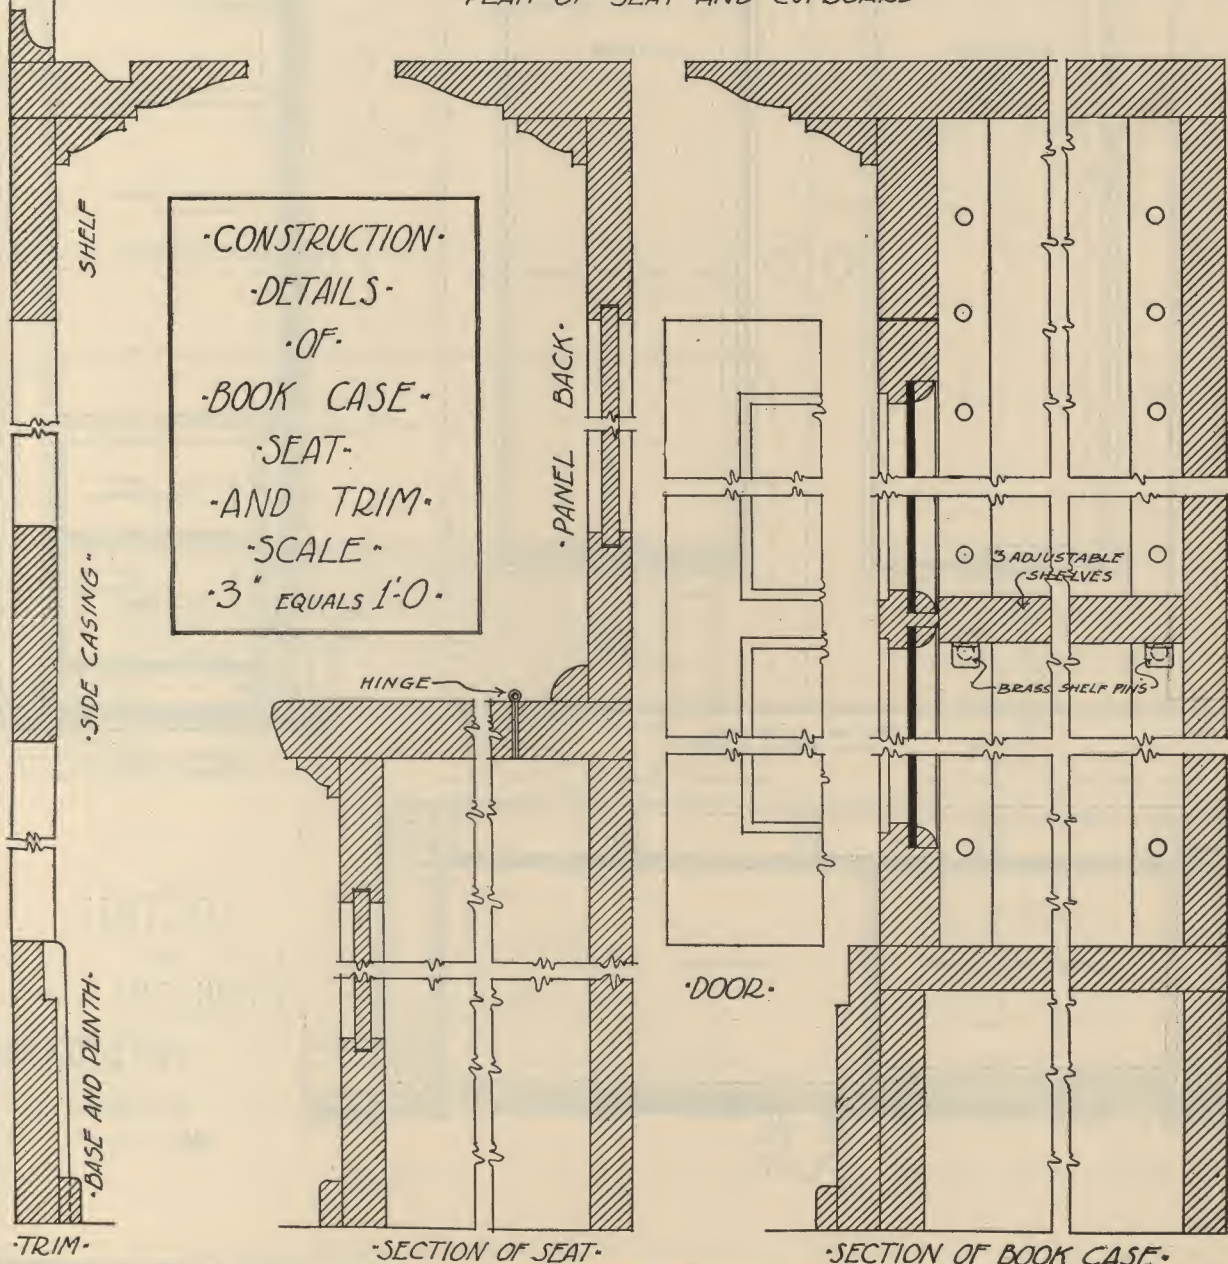 PLAN OF SEAT AND CUPBOARD
·CONSTRUCTION·
·DETAILS·
·OF·
·BOOK CASE·
·SEAT·
·AND TRIM·
·SCALE·
·3" EQUALS 1'-0·
SHELF
·SIDE CASING·
·BASE AND PLINTH·
·PANEL BACK·
HINGE
3 ADJUSTABLE
SHELVES
BRASS SHELF PINS
·DOOR·
·TRIM·
·SECTION OF SEAT·
·SECTION OF BOOK CASE·